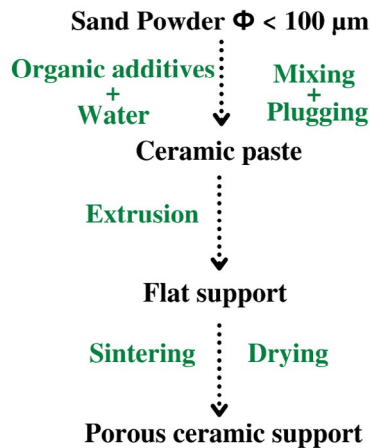 Sand Powder Φ < 100 µm
Organic additives
+
Water
Mixing
+
Plugging
Ceramic paste
Extrusion
Flat support
Sintering
Drying
Porous ceramic support